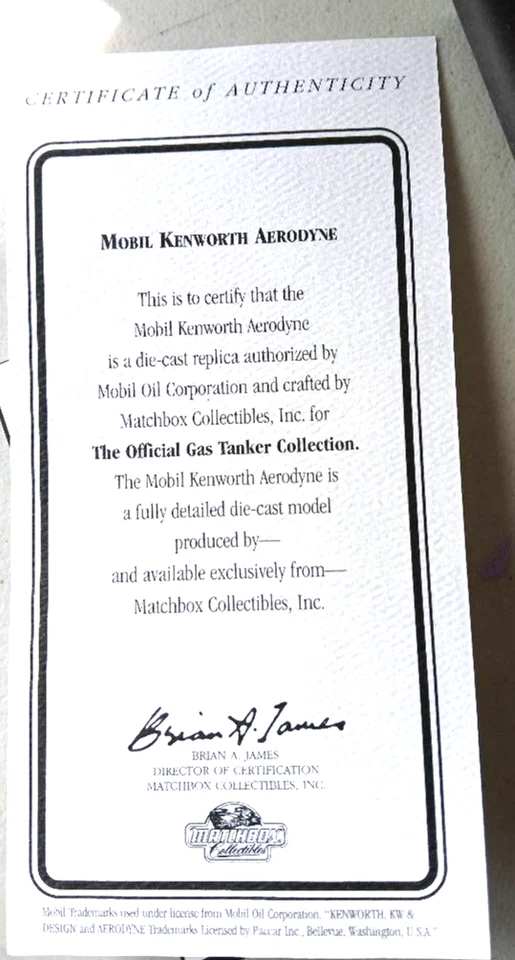 CERTIFICATE of AUTHENTICITY
MOBIL KENWORTH AERODYNE
This is to certify that the
Mobil Kenworth Aerodyne
is a die-cast replica authorized by
Mobil Oil Corporation and crafted by
Matchbox Collectibles, Inc. for
The Official Gas Tanker Collection.
The Mobil Kenworth Aerodyne is
a fully detailed die-cast model
produced by—
and available exclusively from—
Matchbox Collectibles, Inc.
Brian A. James
BRIAN A. JAMES
DIRECTOR OF CERTIFICATION
MATCHBOX COLLECTIBLES, INC.
MATCHBOX
Collectibles
Mobil Trademarks used under license from Mobil Oil Corporation. "KENWORTH, KW &
DESIGN and AERODYNE Trademarks Licensed by Paccar Inc., Bellevue, Washington, U.S.A."